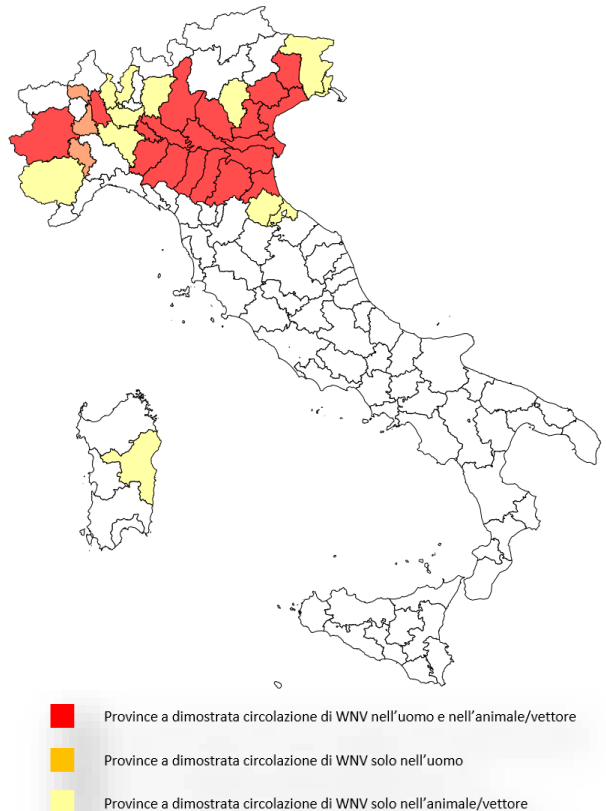 Province a dimostrata circolazione di WNV nell'uomo e nell'animale/vettore
Province a dimostrata circolazione di WNV solo nell'uomo
Province a dimostrata circolazione di WNV solo nell'animale/vettore